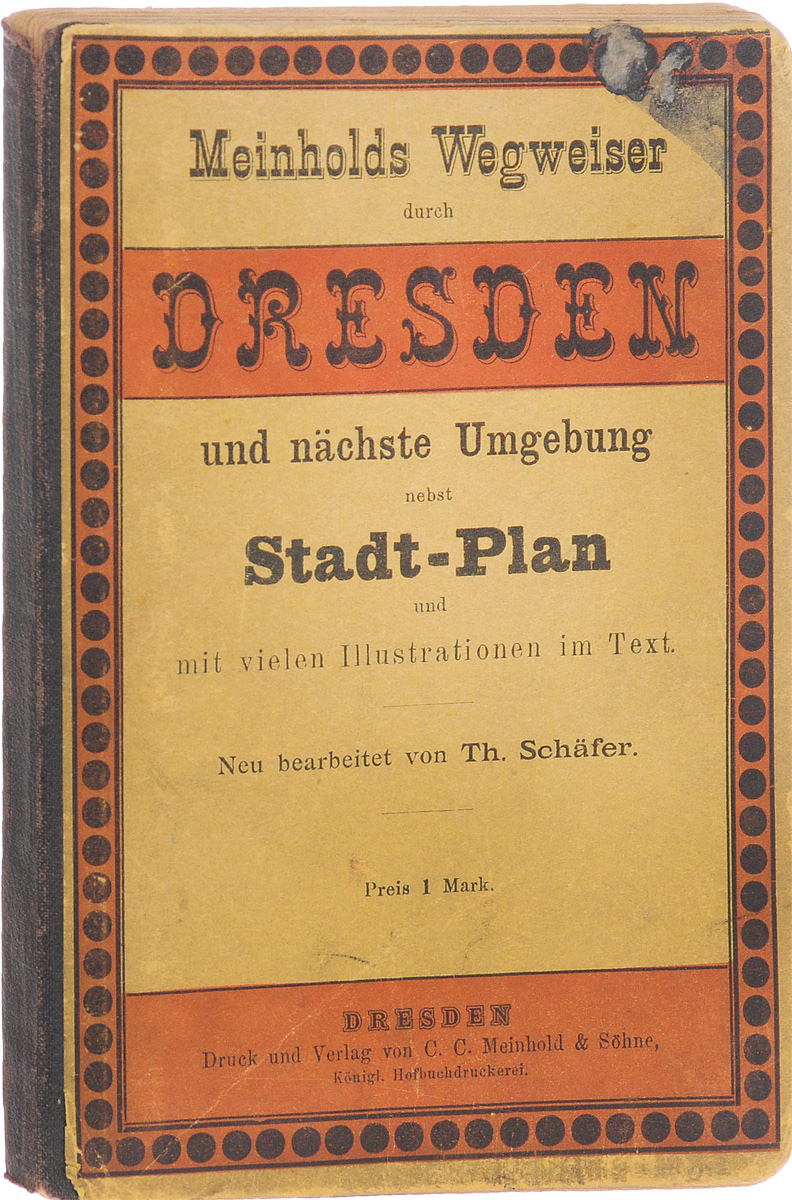 Meinholds Wegweiser
durch
DRESDEN
und nächste Umgebung
nebst
Stadt-Plan
und
mit vielen Illustrationen im Text.
Neu bearbeitet von Th. Schäfer.
Preis 1 Mark.
DRESDEN
Druck und Verlag von C. C. Meinhold & Söhne,
Königl. Hofbuchdruckerei.